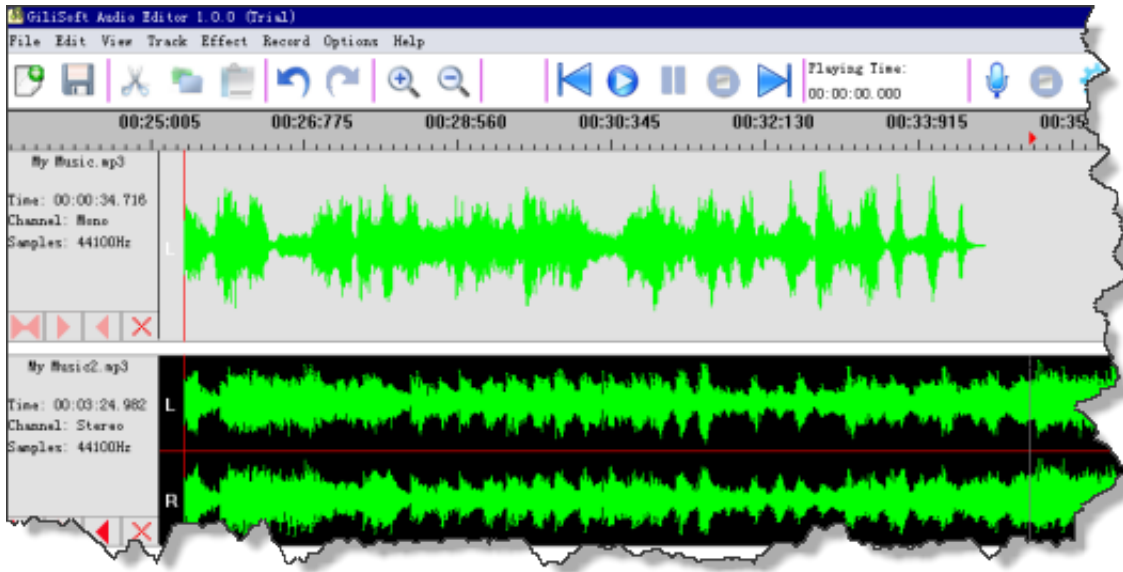 GiliSoft Audio Editor 1.0.0 (Trial)
File Edit View Track Effect Record Options Help
Playing Time:
00:00:00.000
00:25:005 00:26:775 00:28:560 00:30:345 00:32:130 00:33:915 00:35
My Music.mp3
Time: 00:00:34.716
Channel: Mono
Samples: 44100Hz
L
My Music2.mp3
Time: 00:03:24.982
Channel: Stereo
Samples: 44100Hz
L
R